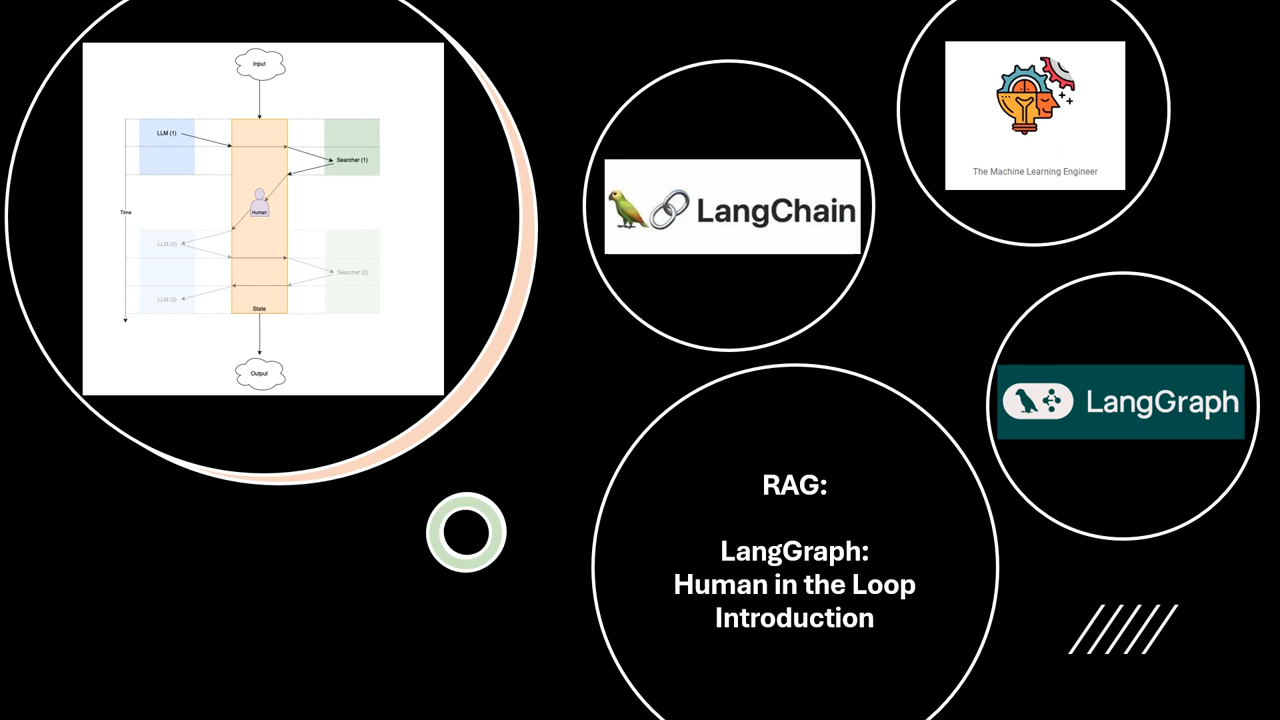 Input
LLM (1)
Searcher (1)
Human
Time
LLM (2)
Searcher (2)
LLM (3)
State
Output
LangChain
The Machine Learning Engineer
LangGraph
RAG:
LangGraph:
Human in the Loop
Introduction